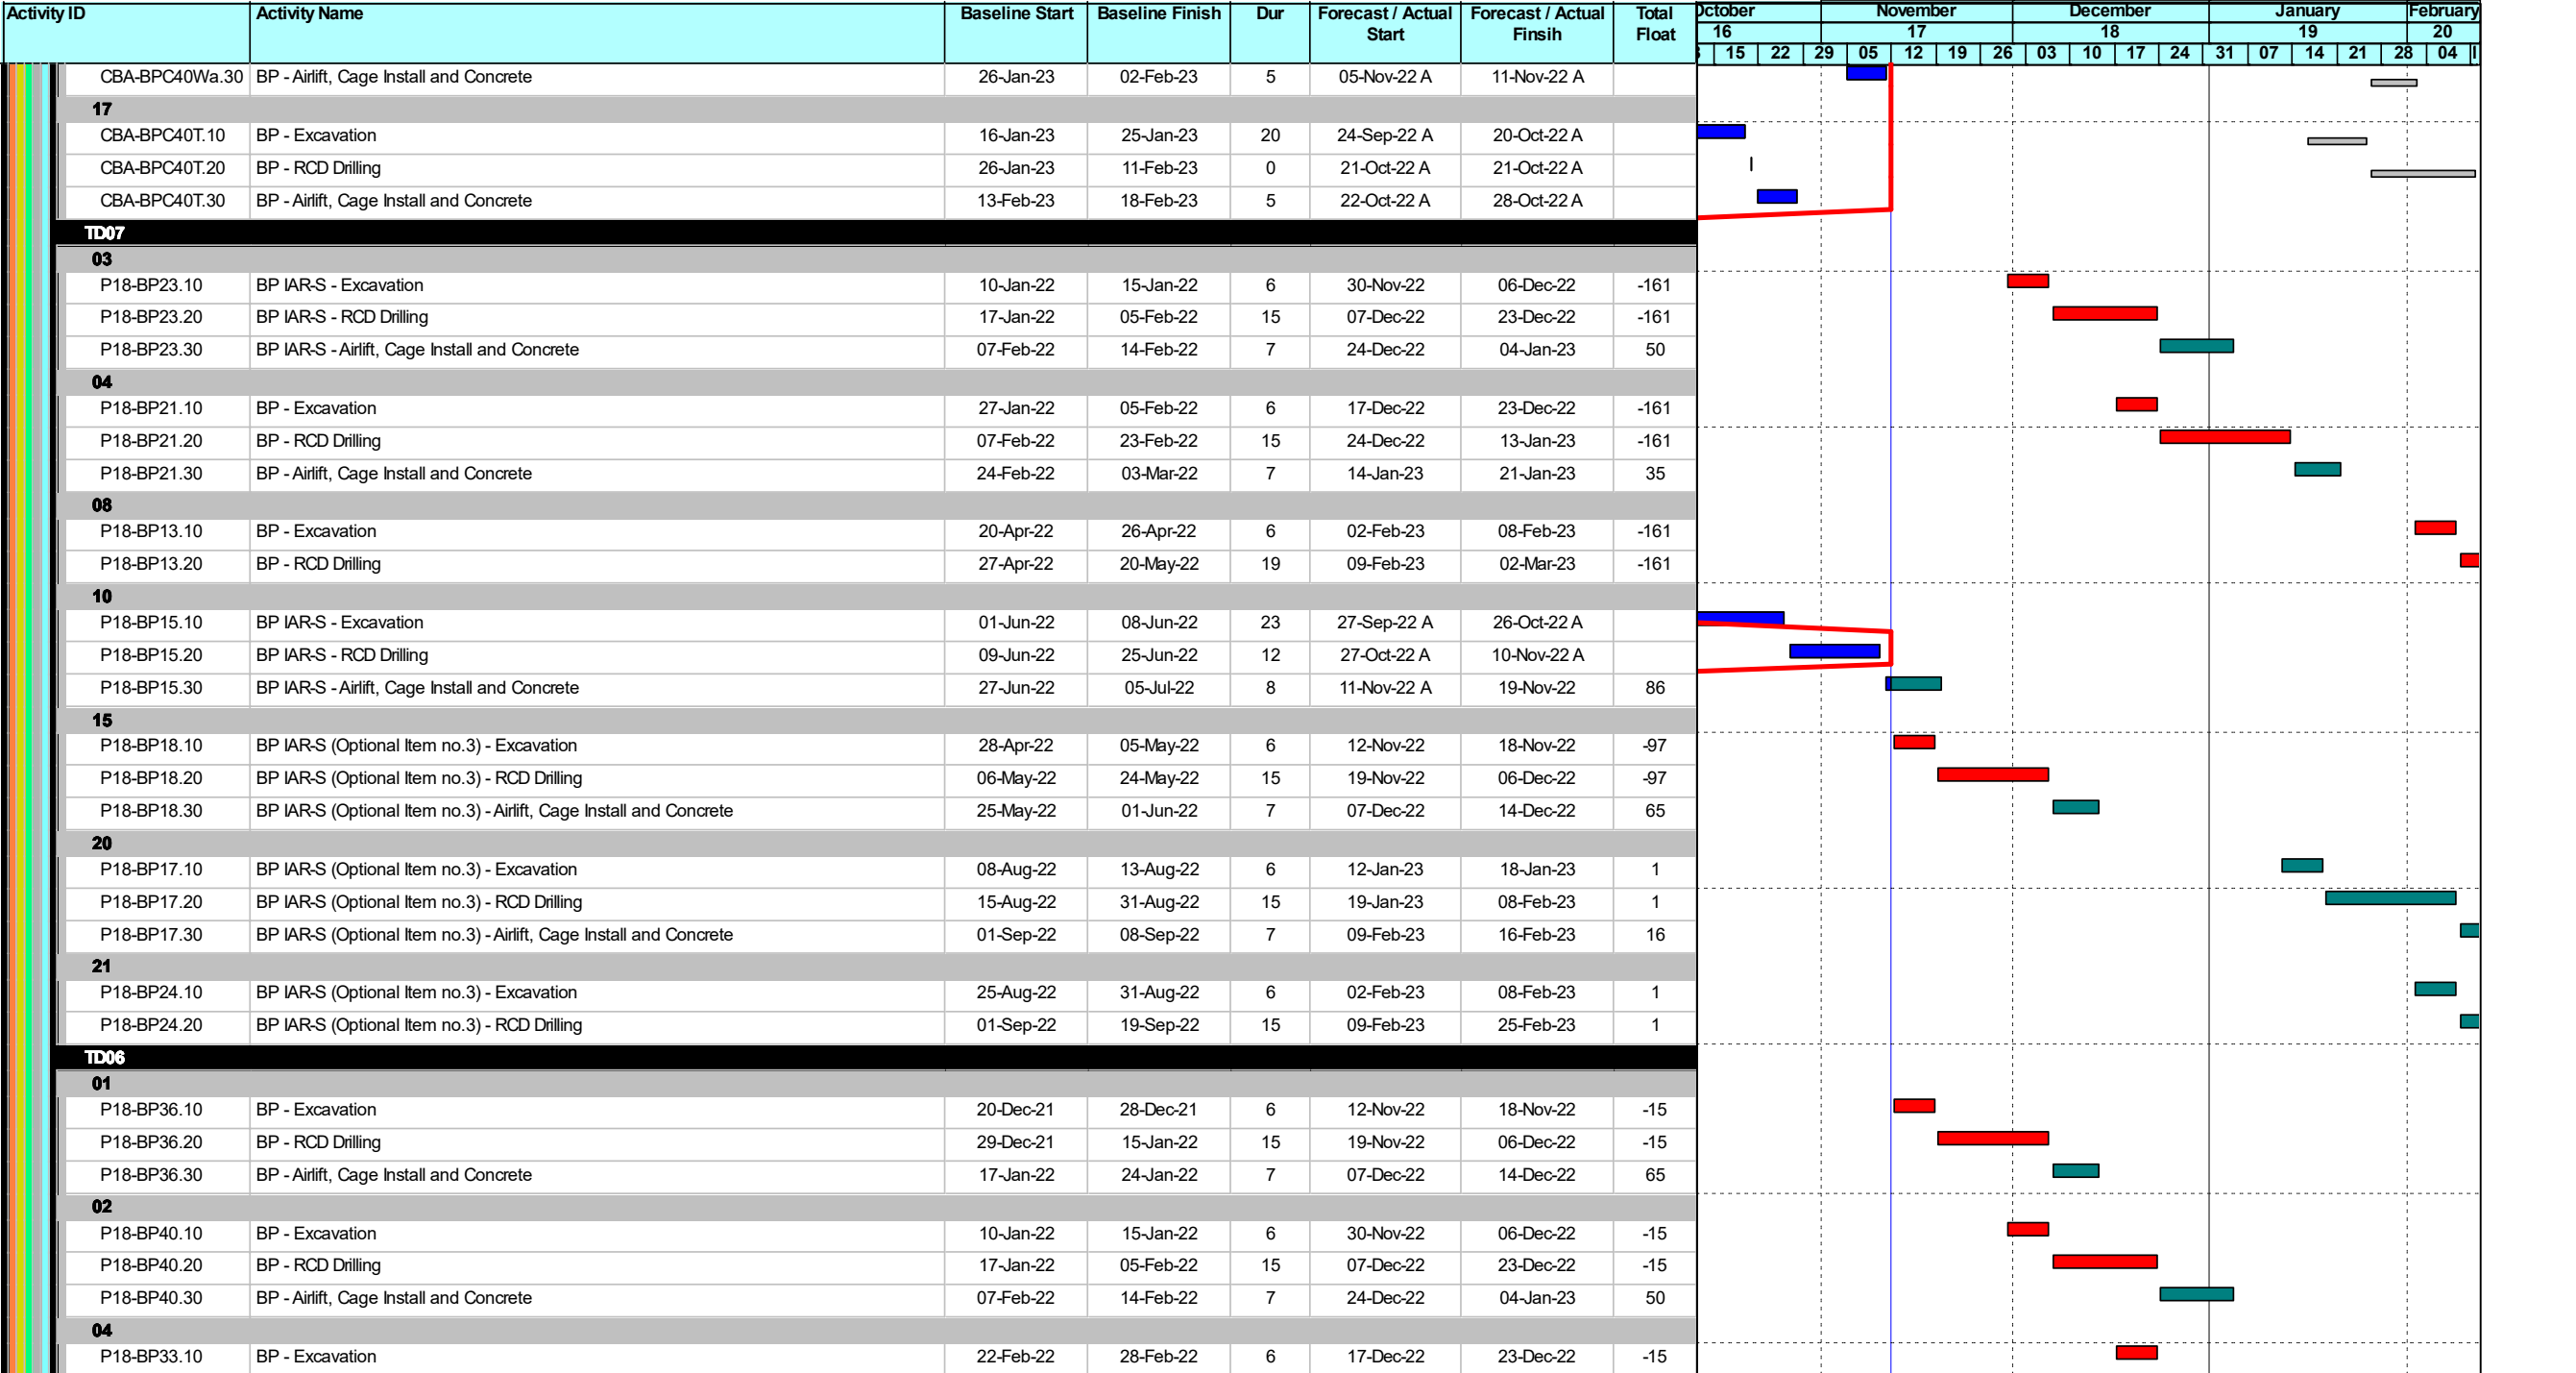 Activity ID Activity Name Baseline Start Baseline Finish Dur Forecast / Actual Start Forecast / Actual Finsih Total Float
October November December January February
16 17 18 19 20
15 22 29 05 12 19 26 03 10 17 24 31 07 14 21 28 04
CBA-BPC40Wa.30 BP - Airlift, Cage Install and Concrete 26-Jan-23 02-Feb-23 5 05-Nov-22 A 11-Nov-22 A
17
CBA-BPC40T.10 BP - Excavation 16-Jan-23 25-Jan-23 20 24-Sep-22 A 20-Oct-22 A
CBA-BPC40T.20 BP - RCD Drilling 26-Jan-23 11-Feb-23 0 21-Oct-22 A 21-Oct-22 A
CBA-BPC40T.30 BP - Airlift, Cage Install and Concrete 13-Feb-23 18-Feb-23 5 22-Oct-22 A 28-Oct-22 A
TD07
03
P18-BP23.10 BP IAR-S - Excavation 10-Jan-22 15-Jan-22 6 30-Nov-22 06-Dec-22 -161
P18-BP23.20 BP IAR-S - RCD Drilling 17-Jan-22 05-Feb-22 15 07-Dec-22 23-Dec-22 -161
P18-BP23.30 BP IAR-S - Airlift, Cage Install and Concrete 07-Feb-22 14-Feb-22 7 24-Dec-22 04-Jan-23 50
04
P18-BP21.10 BP - Excavation 27-Jan-22 05-Feb-22 6 17-Dec-22 23-Dec-22 -161
P18-BP21.20 BP - RCD Drilling 07-Feb-22 23-Feb-22 15 24-Dec-22 13-Jan-23 -161
P18-BP21.30 BP - Airlift, Cage Install and Concrete 24-Feb-22 03-Mar-22 7 14-Jan-23 21-Jan-23 35
08
P18-BP13.10 BP - Excavation 20-Apr-22 26-Apr-22 6 02-Feb-23 08-Feb-23 -161
P18-BP13.20 BP - RCD Drilling 27-Apr-22 20-May-22 19 09-Feb-23 02-Mar-23 -161
10
P18-BP15.10 BP IAR-S - Excavation 01-Jun-22 08-Jun-22 23 27-Sep-22 A 26-Oct-22 A
P18-BP15.20 BP IAR-S - RCD Drilling 09-Jun-22 25-Jun-22 12 27-Oct-22 A 10-Nov-22 A
P18-BP15.30 BP IAR-S - Airlift, Cage Install and Concrete 27-Jun-22 05-Jul-22 8 11-Nov-22 A 19-Nov-22 86
15
P18-BP18.10 BP IAR-S (Optional Item no.3) - Excavation 28-Apr-22 05-May-22 6 12-Nov-22 18-Nov-22 -97
P18-BP18.20 BP IAR-S (Optional Item no.3) - RCD Drilling 06-May-22 24-May-22 15 19-Nov-22 06-Dec-22 -97
P18-BP18.30 BP IAR-S (Optional Item no.3) - Airlift, Cage Install and Concrete 25-May-22 01-Jun-22 7 07-Dec-22 14-Dec-22 65
20
P18-BP17.10 BP IAR-S (Optional Item no.3) - Excavation 08-Aug-22 13-Aug-22 6 12-Jan-23 18-Jan-23 1
P18-BP17.20 BP IAR-S (Optional Item no.3) - RCD Drilling 15-Aug-22 31-Aug-22 15 19-Jan-23 08-Feb-23 1
P18-BP17.30 BP IAR-S (Optional Item no.3) - Airlift, Cage Install and Concrete 01-Sep-22 08-Sep-22 7 09-Feb-23 16-Feb-23 16
21
P18-BP24.10 BP IAR-S (Optional Item no.3) - Excavation 25-Aug-22 31-Aug-22 6 02-Feb-23 08-Feb-23 1
P18-BP24.20 BP IAR-S (Optional Item no.3) - RCD Drilling 01-Sep-22 19-Sep-22 15 09-Feb-23 25-Feb-23 1
TD06
01
P18-BP36.10 BP - Excavation 20-Dec-21 28-Dec-21 6 12-Nov-22 18-Nov-22 -15
P18-BP36.20 BP - RCD Drilling 29-Dec-21 15-Jan-22 15 19-Nov-22 06-Dec-22 -15
P18-BP36.30 BP - Airlift, Cage Install and Concrete 17-Jan-22 24-Jan-22 7 07-Dec-22 14-Dec-22 65
02
P18-BP40.10 BP - Excavation 10-Jan-22 15-Jan-22 6 30-Nov-22 06-Dec-22 -15
P18-BP40.20 BP - RCD Drilling 17-Jan-22 05-Feb-22 15 07-Dec-22 23-Dec-22 -15
P18-BP40.30 BP - Airlift, Cage Install and Concrete 07-Feb-22 14-Feb-22 7 24-Dec-22 04-Jan-23 50
04
P18-BP33.10 BP - Excavation 22-Feb-22 28-Feb-22 6 17-Dec-22 23-Dec-22 -15